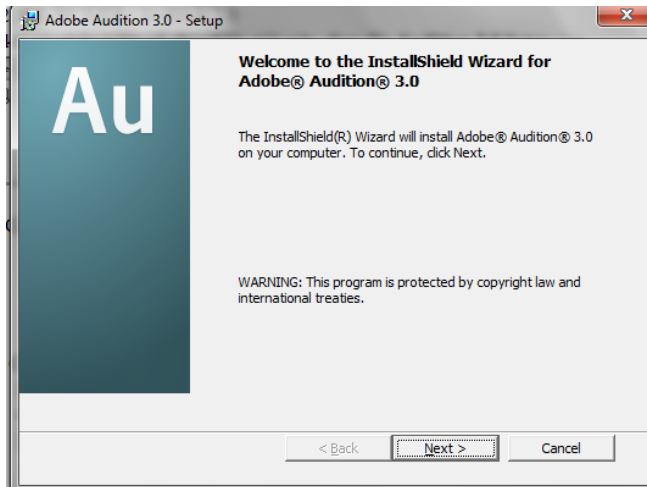 Adobe Audition 3.0 - Setup
Au
Welcome to the InstallShield Wizard for
Adobe® Audition® 3.0
The InstallShield(R) Wizard will install Adobe® Audition® 3.0
on your computer. To continue, click Next.
WARNING: This program is protected by copyright law and
international treaties.
< Back
Next >
Cancel